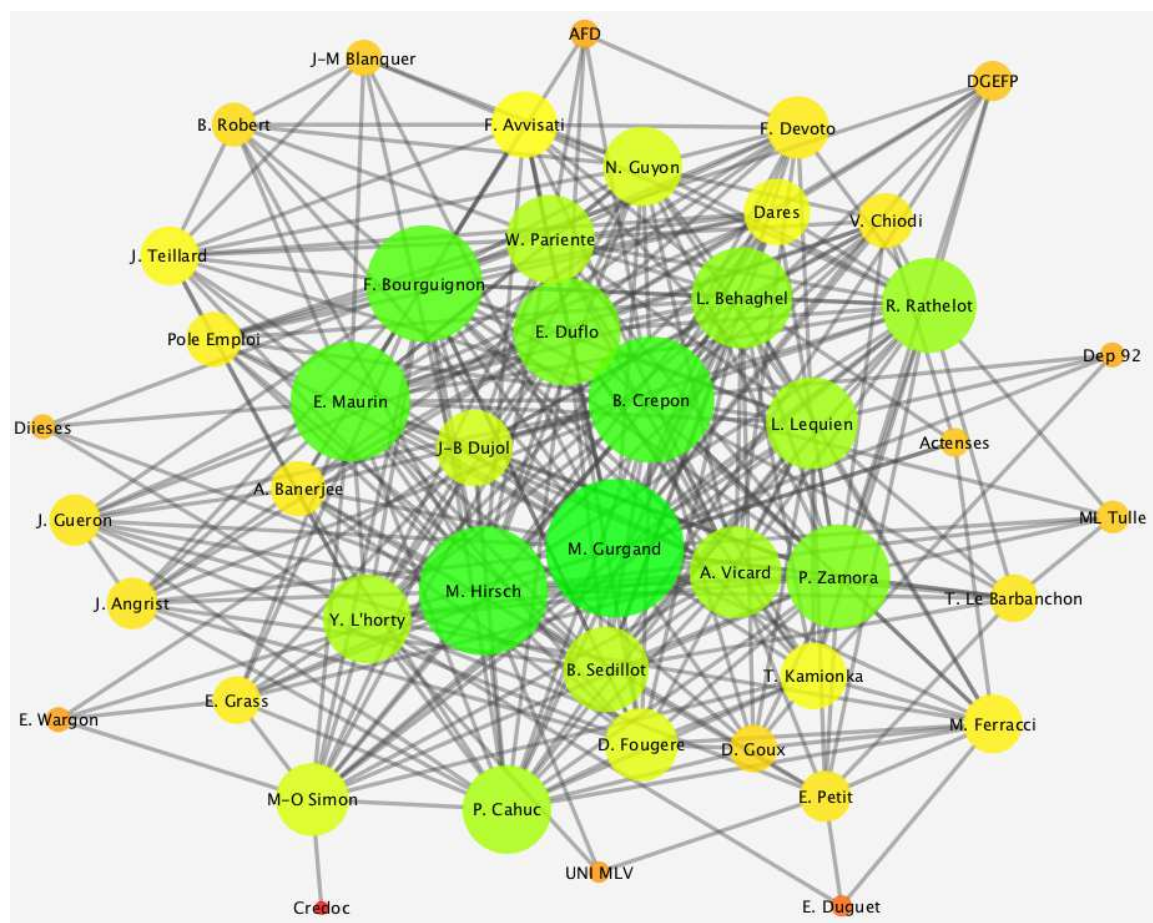 AFD
J-M Blanquer
DGEFP
B. Robert
F. Avvisati
F. Devoto
N. Guyon
Dares
V. Chiodi
W. Pariente
J. Teillard
F. Bourguignon
L. Behaghel
R. Rathelot
E. Duflo
Pole Emploi
Dep 92
B. Crepon
E. Maurin
L. Lequien
Diieses
Actenses
J-B Dujol
A. Banerjee
J. Gueron
ML Tulle
M. Gurgand
A. Vicard
P. Zamora
M. Hirsch
T. Le Barbanchon
J. Angrist
Y. L'horty
B. Sedillot
T. Kamionka
E. Grass
E. Wargon
M. Ferracci
D. Fougere
D. Goux
M-O Simon
E. Petit
P. Cahuc
UNI MLV
Credoc
E. Duguet